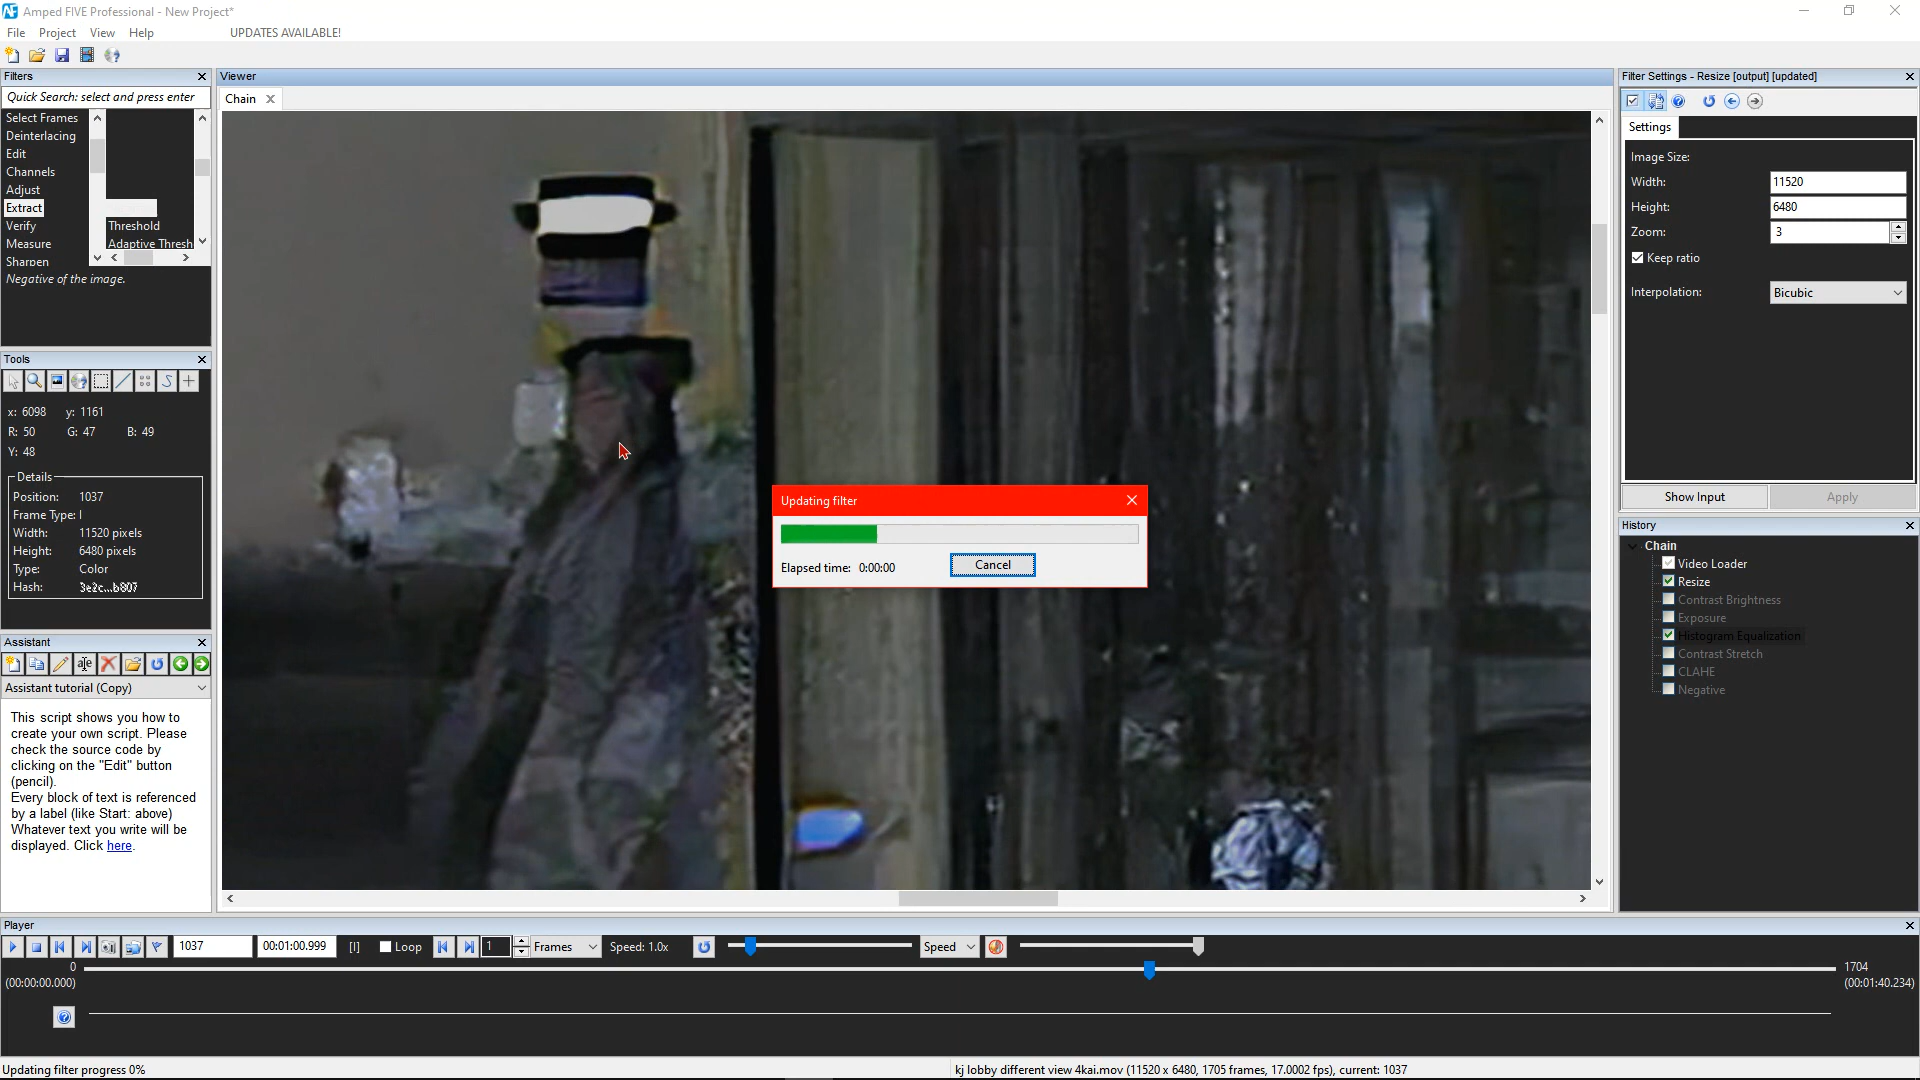 Amped FIVE Professional - New Project*
File Project View Help UPDATES AVAILABLE!
Filters
Quick Search: select and press enter
Select Frames
Deinterlacing
Edit
Channels
Adjust
Extract
Verify
Measure
Sharpen
Threshold
Adaptive Thresh
Negative of the image.
Tools
x: 6098 y: 1161
R: 50 G: 47 B: 49
Y: 48
Details
Position: 1037
Frame Type: I
Width: 11520 pixels
Height: 6480 pixels
Type: Color
Hash: 3e2c...b807
Assistant
Assistant tutorial (Copy)
This script shows you how to
create your own script. Please
check the source code by
clicking on the "Edit" button
(pencil).
Every block of text is referenced
by a label (like Start: above)
Whatever text you write will be
displayed. Click here.
Viewer
Chain
Updating filter
Elapsed time: 0:00:00
Cancel
Filter Settings - Resize [output] [updated]
Settings
Image Size:
Width: 11520
Height: 6480
Zoom: 3
Keep ratio
Interpolation: Bicubic
Show Input Apply
History
Chain
Video Loader
Resize
Contrast Brightness
Exposure
Histogram Equalization
Contrast Stretch
CLAHE
Negative
Player
1037 00:01:00.999 [I] Loop 1 Frames Speed: 1.0x Speed
0 1704
(00:00:00.000) (00:01:40.234)
Updating filter progress 0% kj lobby different view 4kai.mov (11520 x 6480, 1705 frames, 17.0002 fps), current: 1037